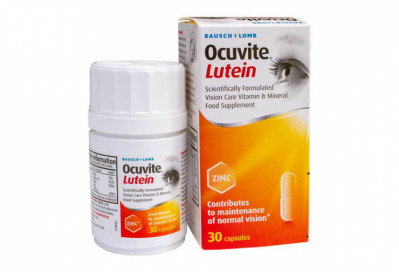 BAUSCH + LOMB
Ocuvite®
Lutein
Scientifically Formulated
Vision Care Vitamin & Mineral
Food Supplement
ZINC
Contributes
to maintenance
of normal vision
30 capsules
BAUSCH + LOMB
Ocuvite®
Lutein
Scientifically Formulated
Vision Care Vitamin & Mineral
Food Supplement
ZINC
Contributes to
maintenance of
normal vision
30 capsules